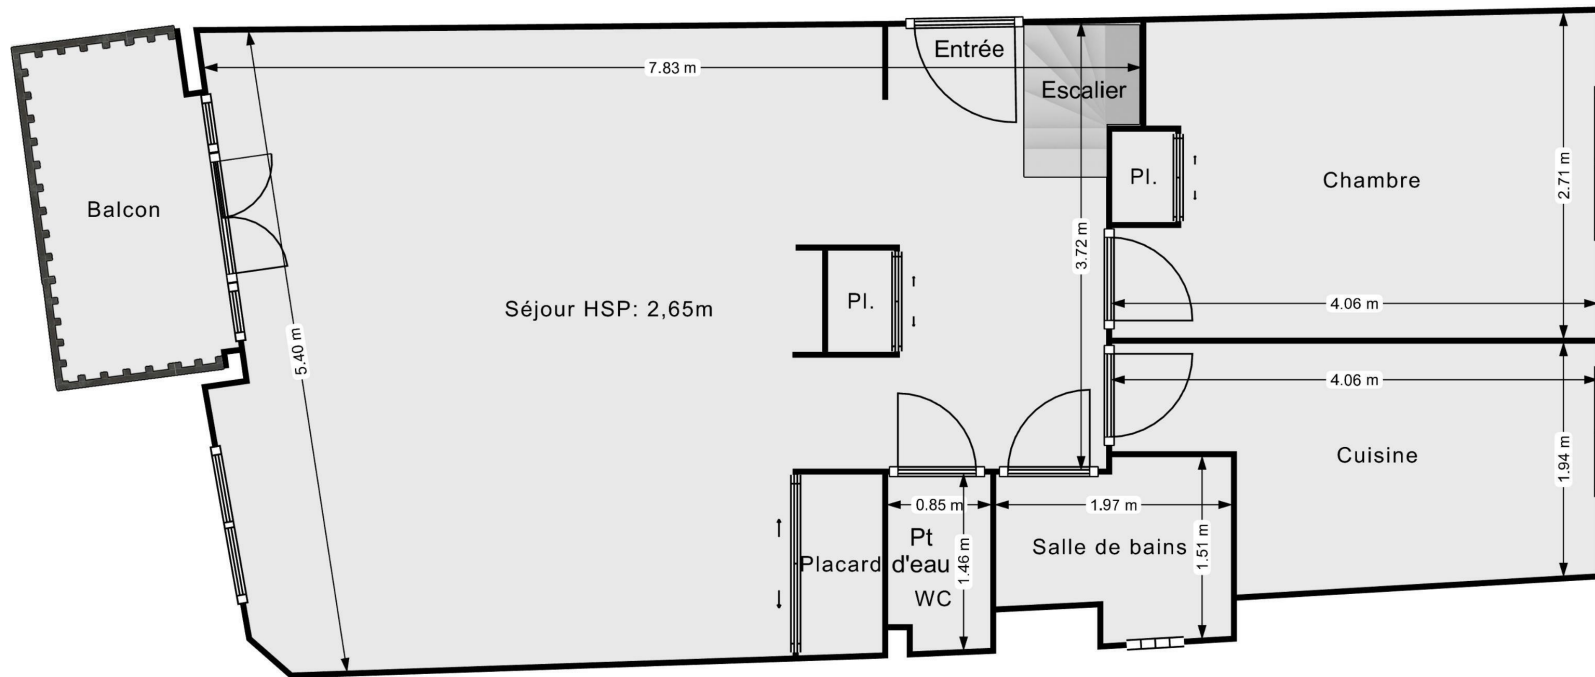 Entrée
7.83 m
Escalier
Balcon
Pl.
Chambre
2.71 m
3.72 m
Séjour HSP: 2,65m
Pl.
4.06 m
5.40 m
4.06 m
Cuisine
1.94 m
0.85 m
1.97 m
Pt
d'eau
WC
1.46 m
Salle de bains
1.51 m
Placard